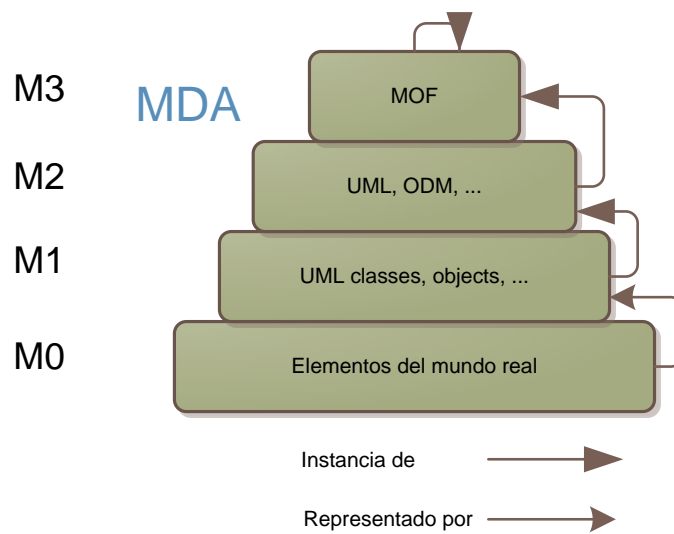 M3
MDA
MOF
M2
UML, ODM, ...
M1
UML classes, objects, ...
M0
Elementos del mundo real
Instancia de
Representado por